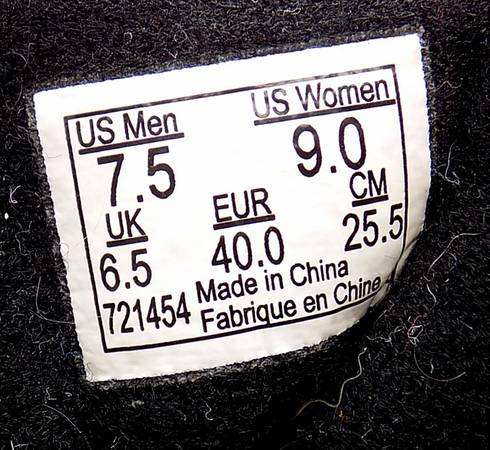 US Men US Women
7.5 9.0
UK EUR CM
6.5 40.0 25.5
721454 Made in China
Fabrique en Chine